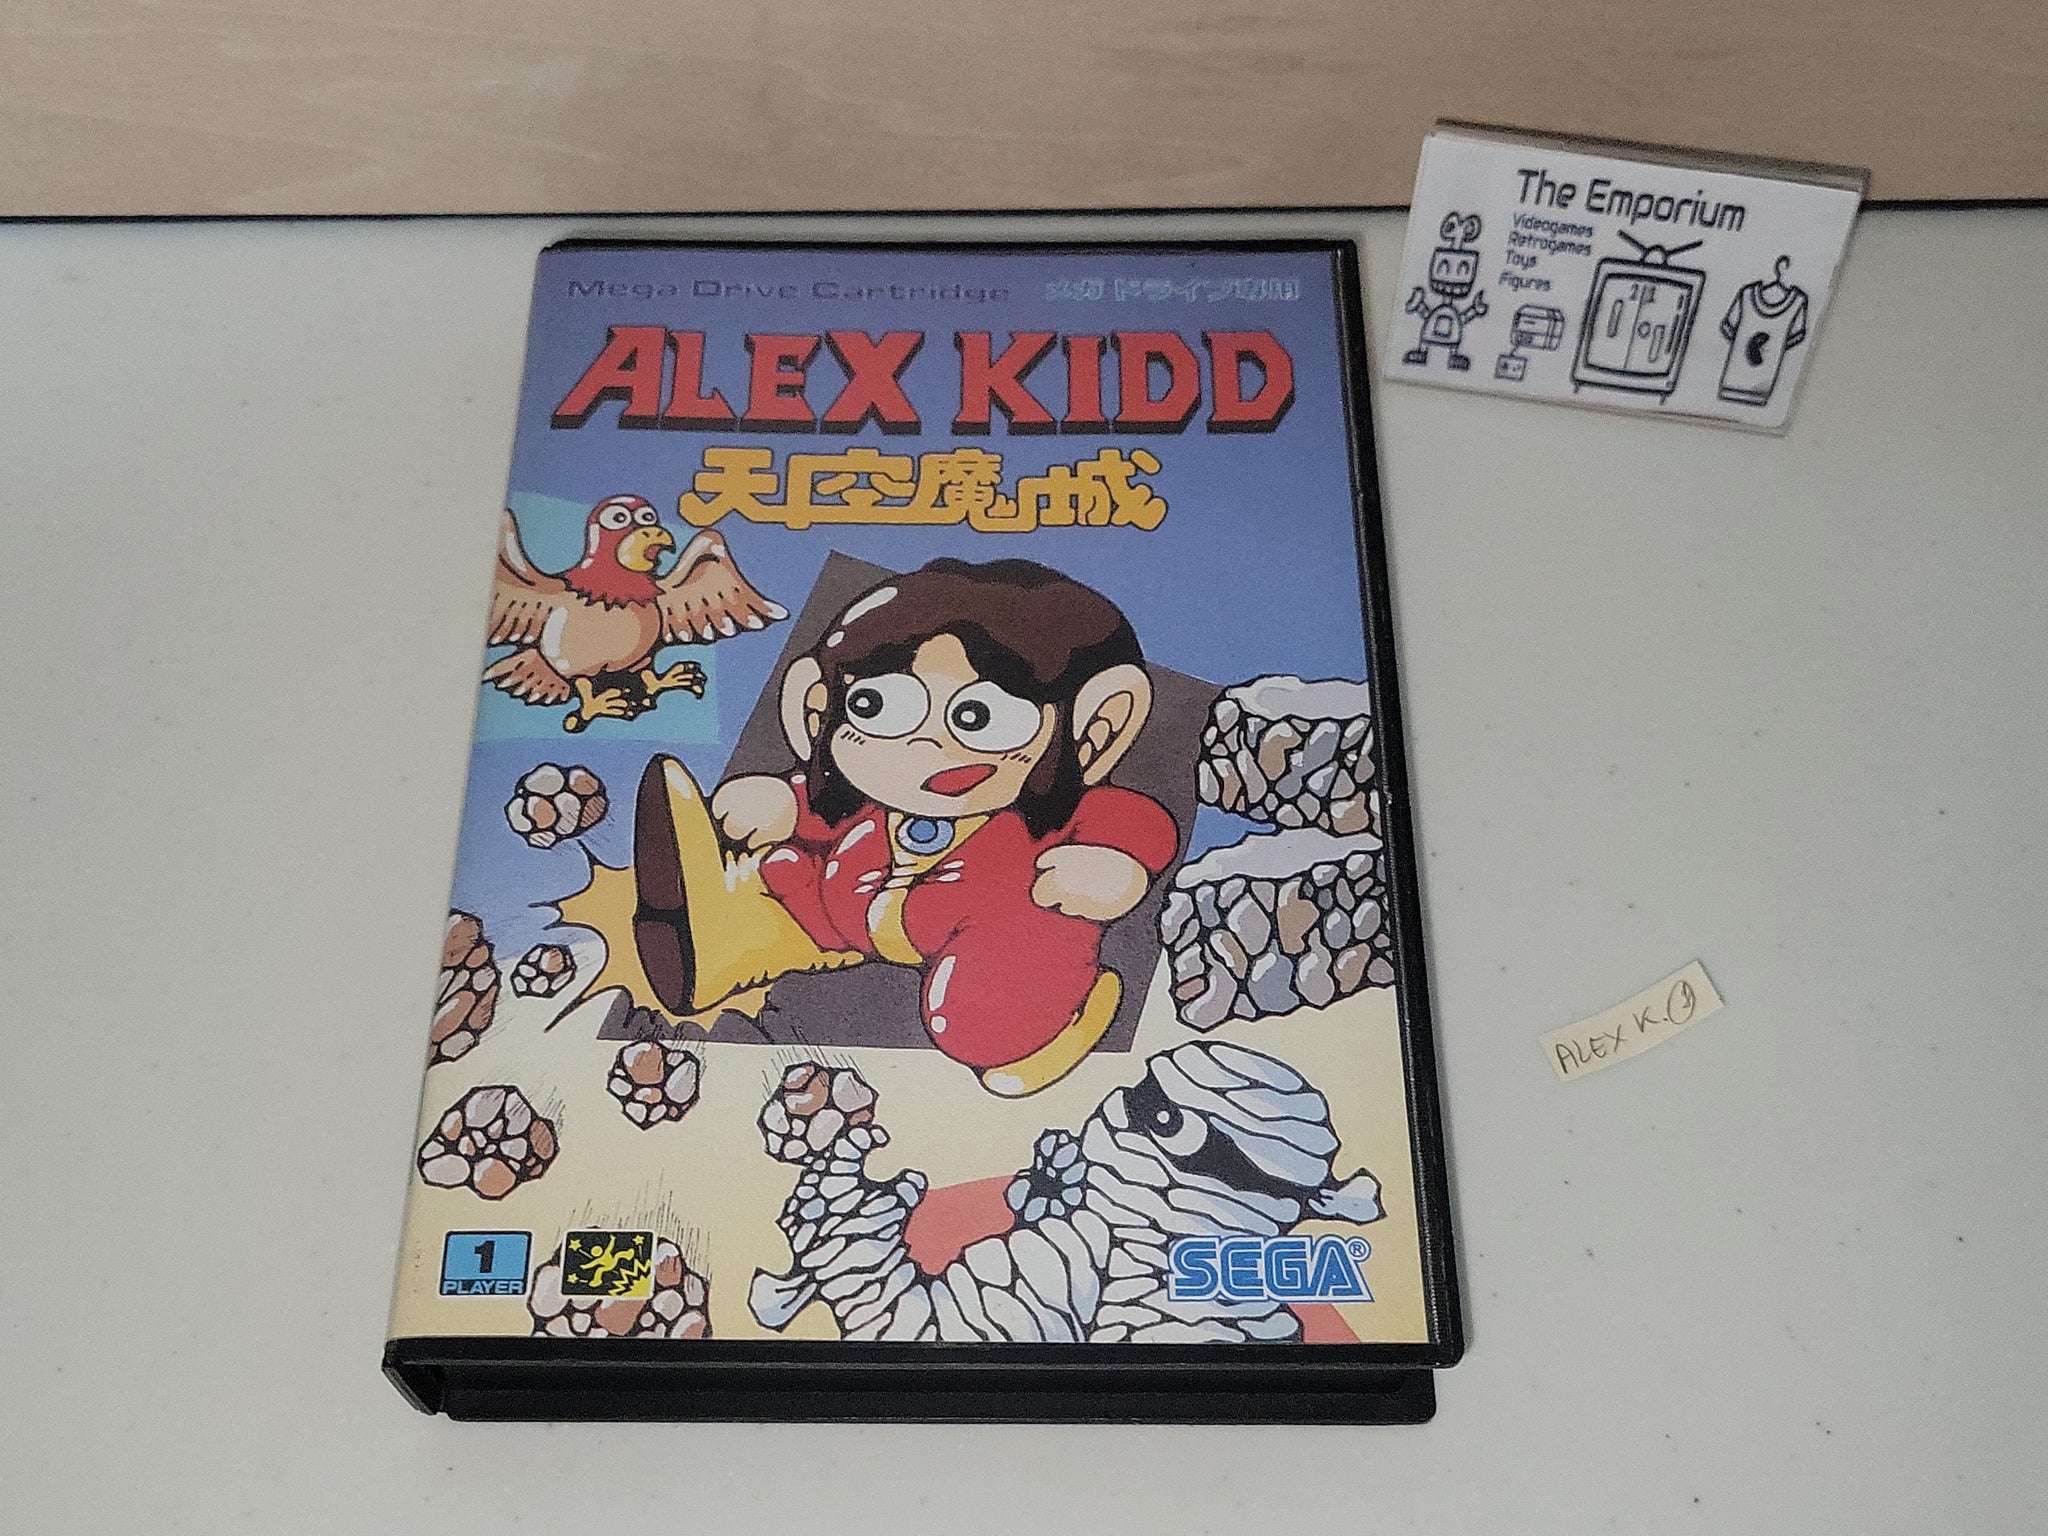 Mega Drive Cartridge メガドライブ専用
ALEX KIDD
天空魔城
1
PLAYER
SEGA®
The Emporium
Videogames
Retrogames
Toys
Figures
ALEX K. 1